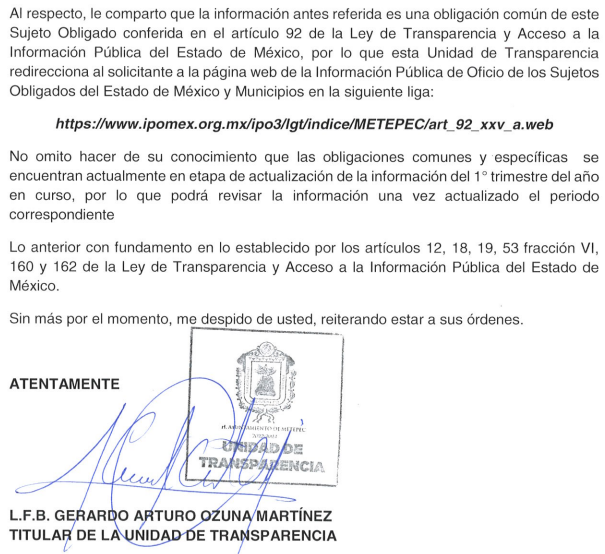 Al respecto, le comparto que la información antes referida es una obligación común de este
Sujeto Obligado conferida en el artículo 92 de la Ley de Transparencia y Acceso a la
Información Pública del Estado de México, por lo que esta Unidad de Transparencia
redirecciona al solicitante a la página web de la Información Pública de Oficio de los Sujetos
Obligados del Estado de México y Municipios en la siguiente liga:
https://www.ipomex.org.mx/ipo3/lgt/indice/METEPEC/art_92_xxv_a.web
No omito hacer de su conocimiento que las obligaciones comunes y específicas se
encuentran actualmente en etapa de actualización de la información del 1° trimestre del año
en curso, por lo que podrá revisar la información una vez actualizado el periodo
correspondiente
Lo anterior con fundamento en lo establecido por los artículos 12, 18, 19, 53 fracción VI,
160 y 162 de la Ley de Transparencia y Acceso a la Información Pública del Estado de
México.
Sin más por el momento, me despido de usted, reiterando estar a sus órdenes.
ATENTAMENTE
H. AYUNTAMIENTO DE METEPEC
UNIDAD DE
TRANSPARENCIA
L.F.B. GERARDO ARTURO OZUNA MARTÍNEZ
TITULAR DE LA UNIDAD DE TRANSPARENCIA